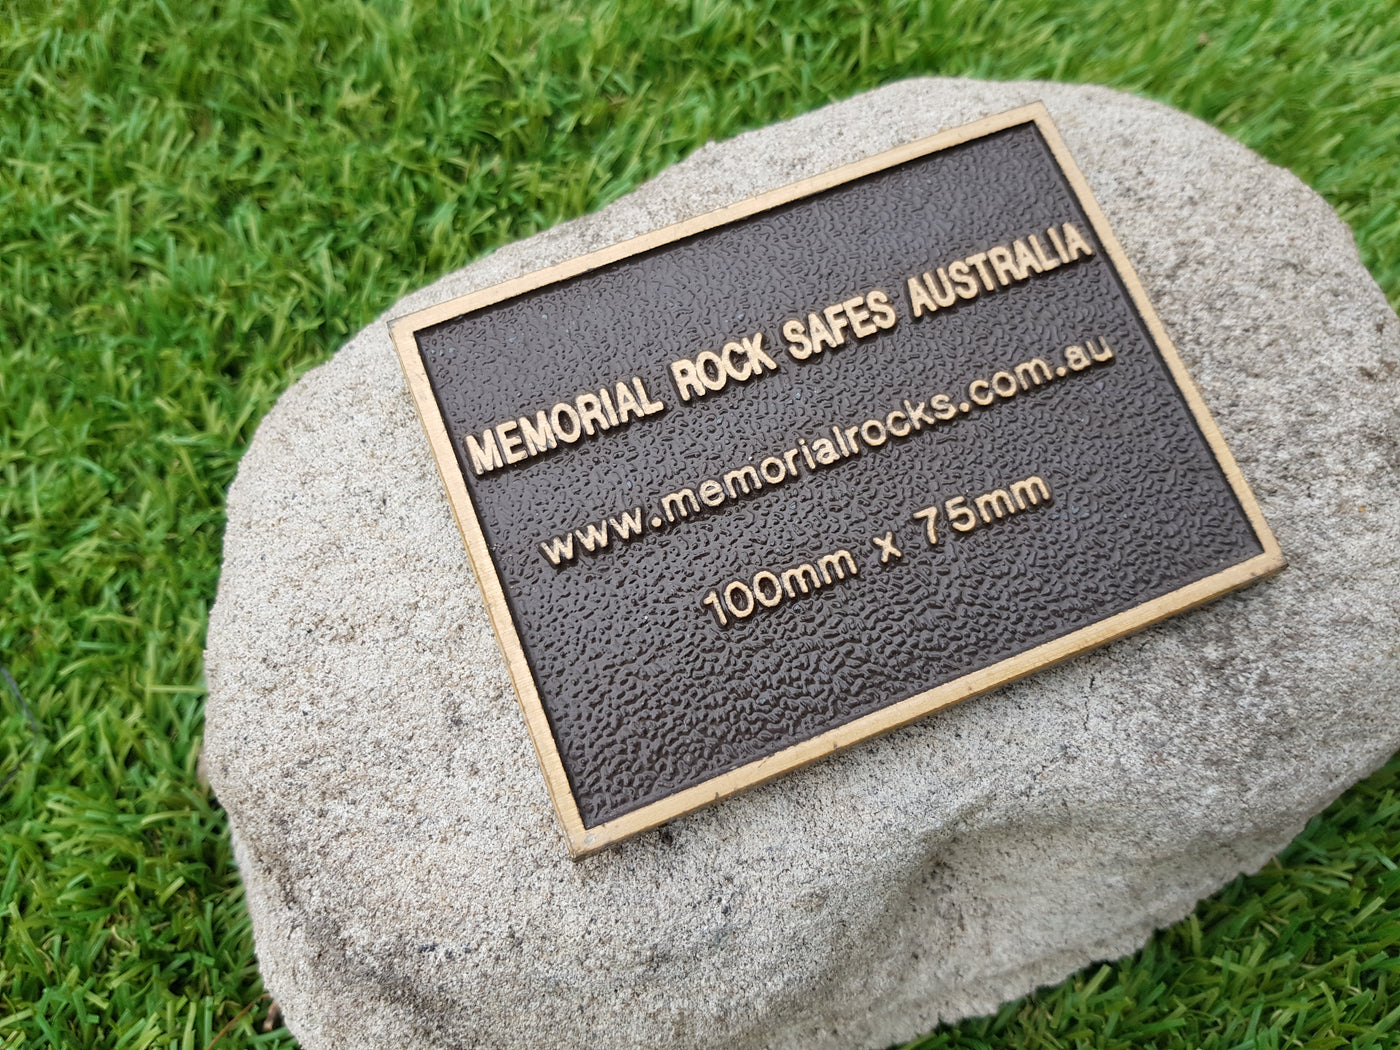 MEMORIAL ROCK SAFES AUSTRALIA
www.memorialrocks.com.au
100mm x 75mm